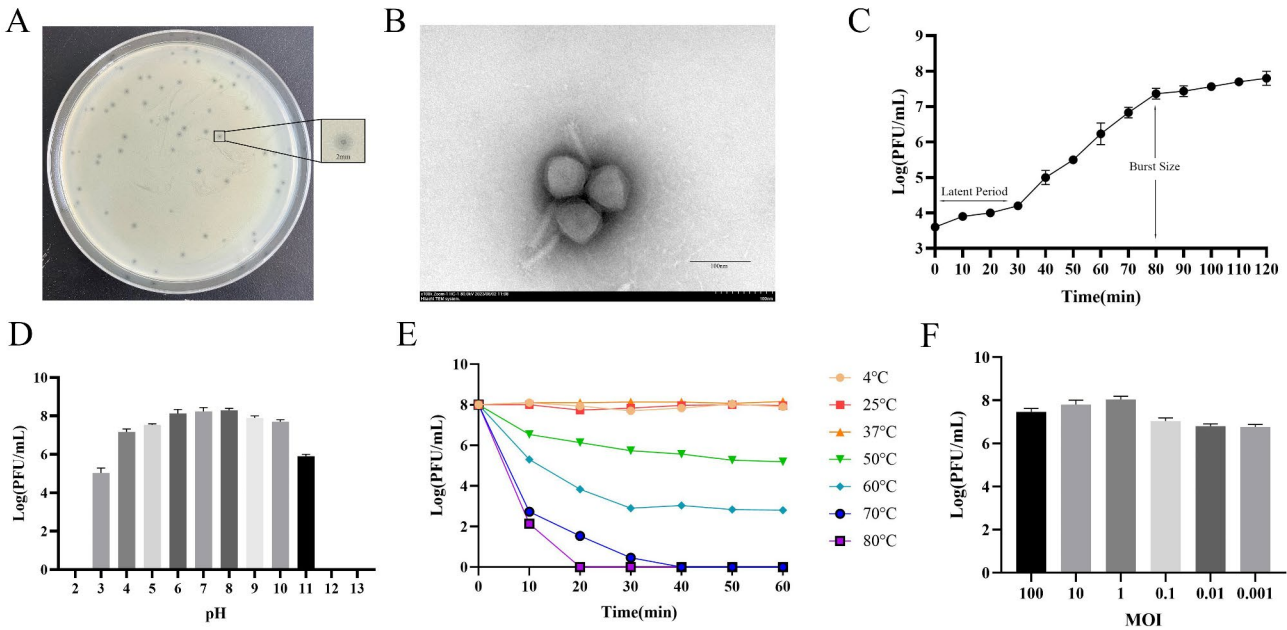 A
2mm
B
100nm
C
Log(PFU/mL)
9
8
7
6
5
4
3
Latent Period
Burst Size
0 10 20 30 40 50 60 70 80 90 100 110 120
Time(min)
D
Log(PFU/mL)
10
8
6
4
2
0
2 3 4 5 6 7 8 9 10 11 12 13
pH
E
Log(PFU/mL)
10
8
6
4
2
0
0 10 20 30 40 50 60
Time(min)
4°C
25°C
37°C
50°C
60°C
70°C
80°C
F
Log(PFU/mL)
10
8
6
4
2
0
100 10 1 0.1 0.01 0.001
MOI